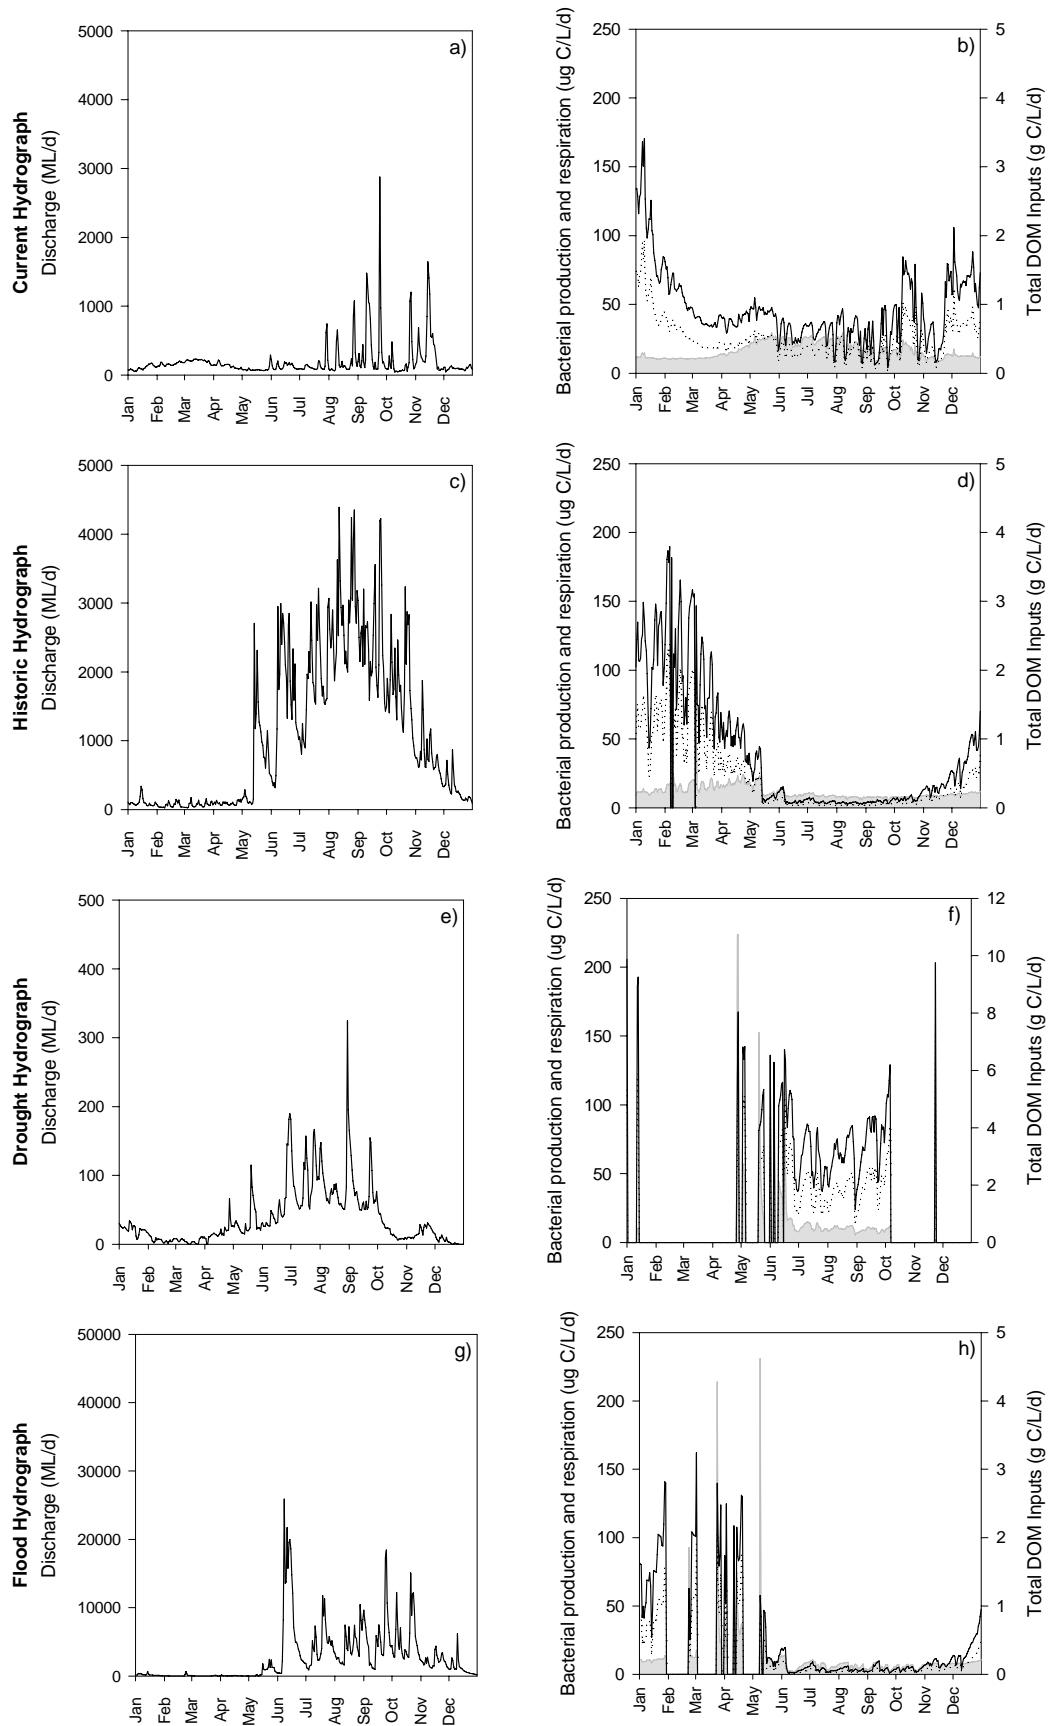 Current Hydrograph
Discharge (ML/d)
5000
4000
3000
2000
1000
0
a)
Jan Feb Mar Apr May Jun Jul Aug Sep Oct Nov Dec
Bacterial production and respiration (ug C/L/d)
250
200
150
100
50
0
b)
5
4
3
2
1
0
Total DOM Inputs (g C/L/d)
Jan Feb Mar Apr May Jun Jul Aug Sep Oct Nov Dec
Historic Hydrograph
Discharge (ML/d)
5000
4000
3000
2000
1000
0
c)
Jan Feb Mar Apr May Jun Jul Aug Sep Oct Nov Dec
Bacterial production and respiration (ug C/L/d)
250
200
150
100
50
0
d)
5
4
3
2
1
0
Total DOM Inputs (g C/L/d)
Jan Feb Mar Apr May Jun Jul Aug Sep Oct Nov Dec
Drought Hydrograph
Discharge (ML/d)
500
400
300
200
100
0
e)
Jan Feb Mar Apr May Jun Jul Aug Sep Oct Nov Dec
Bacterial production and respiration (ug C/L/d)
250
200
150
100
50
0
f)
12
10
8
6
4
2
0
Total DOM Inputs (g C/L/d)
Jan Feb Mar Apr May Jun Jul Aug Sep Oct Nov Dec
Flood Hydrograph
Discharge (ML/d)
50000
40000
30000
20000
10000
0
g)
Jan Feb Mar Apr May Jun Jul Aug Sep Oct Nov Dec
Bacterial production and respiration (ug C/L/d)
250
200
150
100
50
0
h)
5
4
3
2
1
0
Total DOM Inputs (g C/L/d)
Jan Feb Mar Apr May Jun Jul Aug Sep Oct Nov Dec